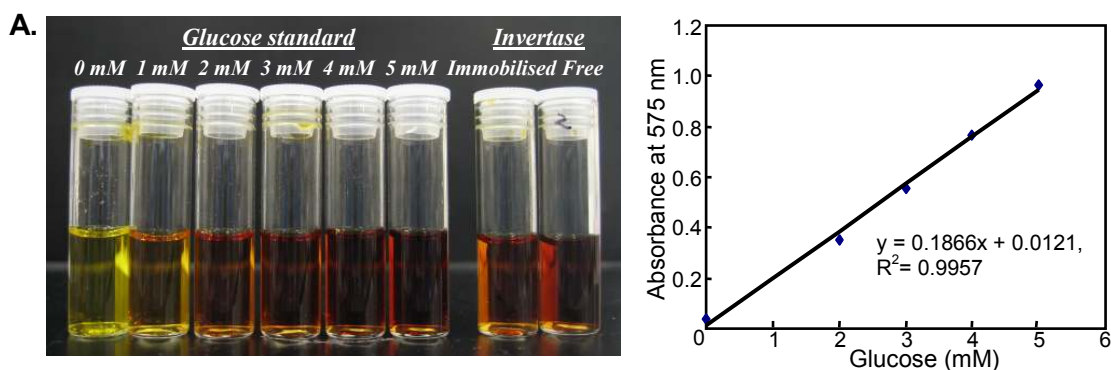 A.
Glucose standard
Invertase
0 mM 1 mM 2 mM 3 mM 4 mM 5 mM Immobilised Free
2
Absorbance at 575 nm
1.2
1.0
0.8
0.6
0.4
0.2
0 1 2 3 4 5 6
y = 0.1866x + 0.0121,
R²= 0.9957
Glucose (mM)